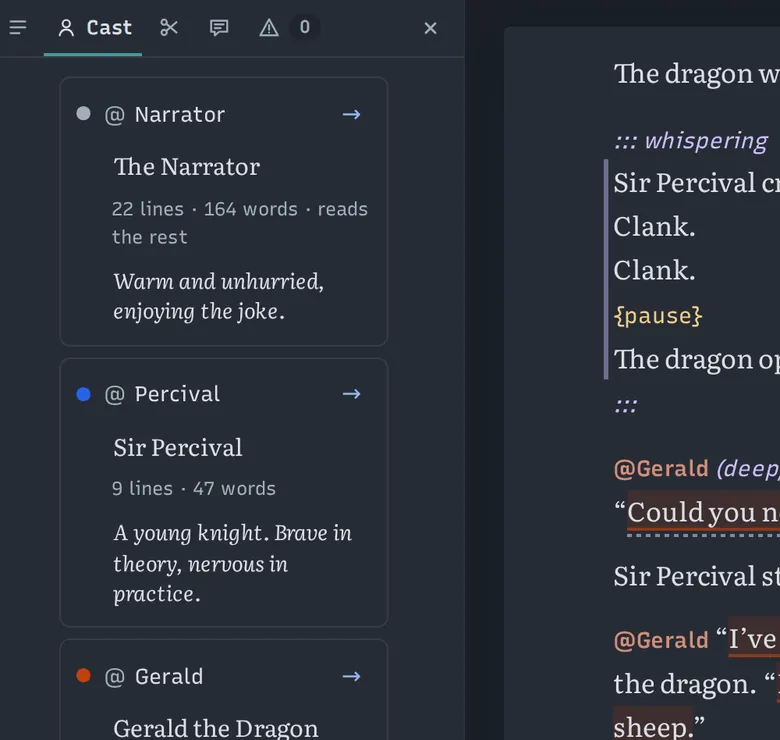 Cast
0
@ Narrator →
The Narrator
22 lines · 164 words · reads
the rest
Warm and unhurried,
enjoying the joke.
@ Percival →
Sir Percival
9 lines · 47 words
A young knight. Brave in
theory, nervous in
practice.
@ Gerald →
Gerald the Dragon
The dragon
::: whispering
Sir Percival
Clank.
Clank.
{pause}
The dragon
:::
@Gerald (deep,
“Could you
Sir Percival
@Gerald “I’ve
the dragon. “
sheep.”